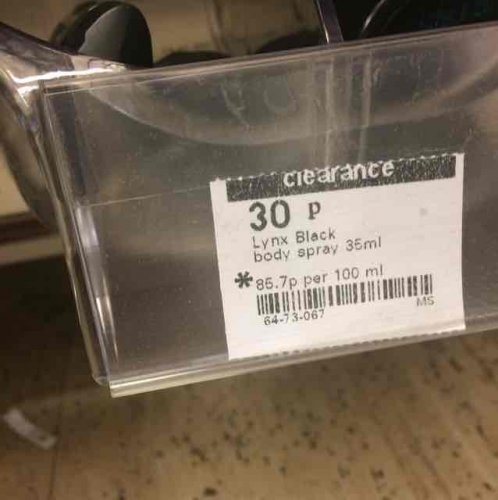 clearance
30 P
Lynx Black
body spray 35ml
*85.7p per 100 ml
MS
64-73-067